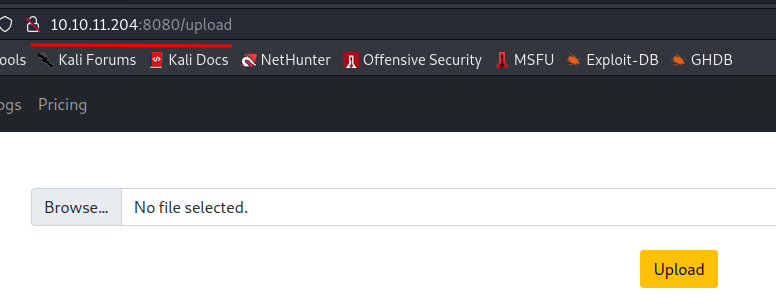 10.10.11.204:8080/upload
ools Kali Forums Kali Docs NetHunter Offensive Security MSFU Exploit-DB GHDB
ogs Pricing
Browse... No file selected.
Upload